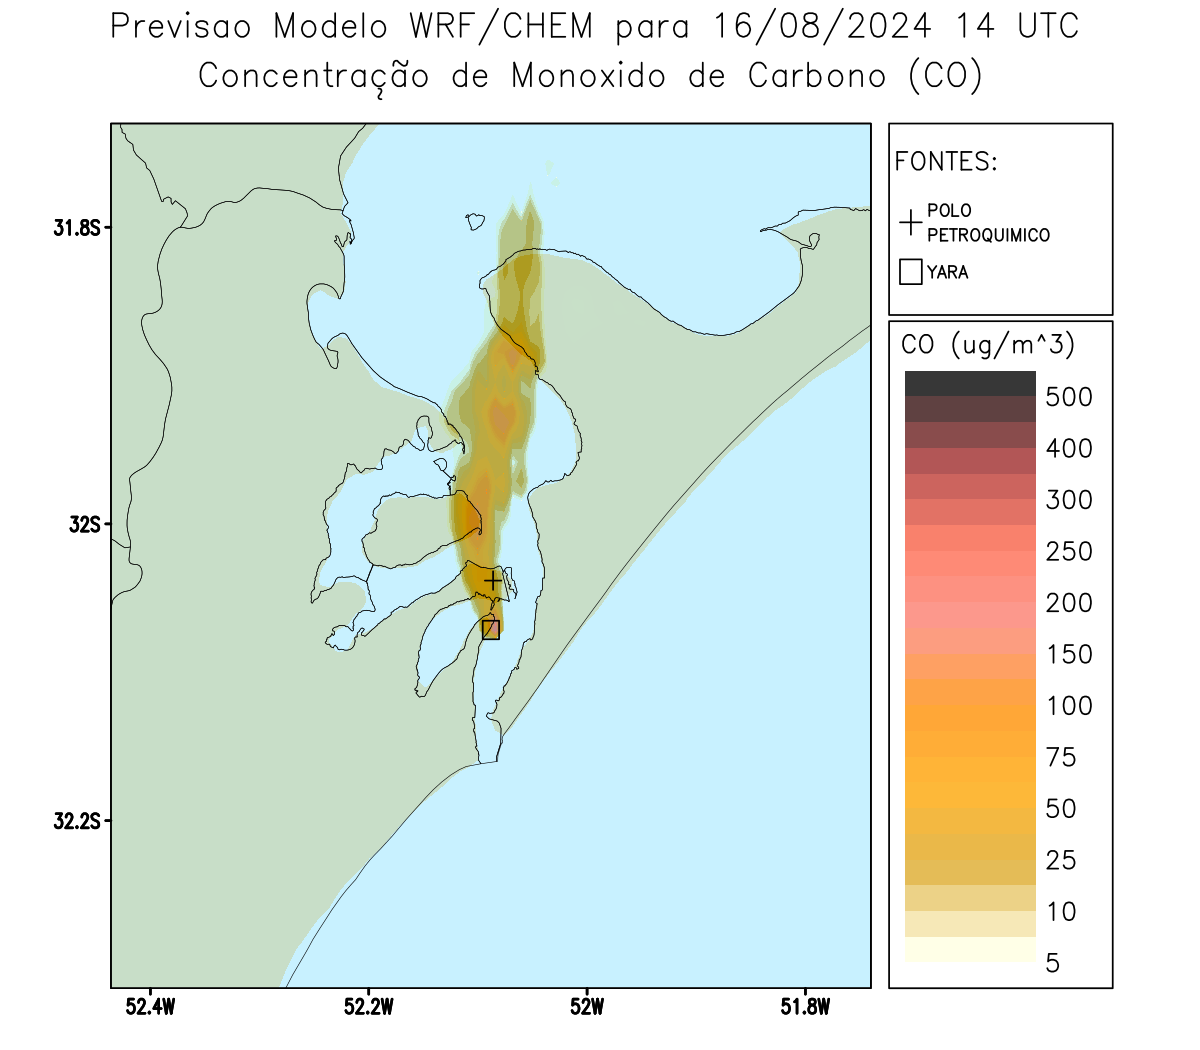 Previsao Modelo WRF/CHEM para 16/08/2024 14 UTC
Concentração de Monoxido de Carbono (CO)
FONTES:
POLO
PETROQUIMICO
YARA
31.8S
32S
32.2S
52.4W
52.2W
52W
51.8W
CO (ug/m^3)
500
400
300
250
200
150
100
75
50
25
10
5